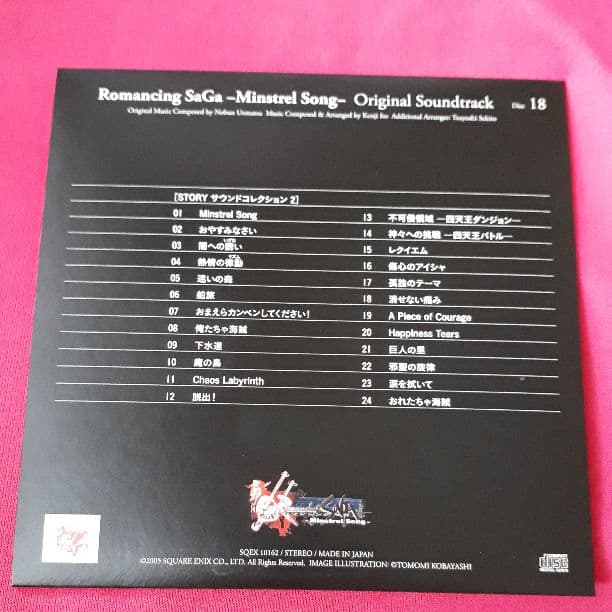 Romancing SaGa –Minstrel Song– Original Soundtrack Disc 18
Original Music Composed by Nobuo Uematsu Music Composed & Arranged by Kenji Ito Additional Arranger: Tsuyoshi Sekito
[STORY サウンドコレクション 2]
01 Minstrel Song
02 おやすみなさい
03 闇への誘い
04 熱情の律動
05 迷いの森
06 船旅
07 おまえらカンベンしてください!
08 俺たちゃ海賊
09 下水道
10 魔の島
11 Chaos Labyrinth
12 脱出!
13 不可侵領域 —四天王ダンジョン—
14 神々への挑戦 —四天王バトル—
15 レクイエム
16 傷心のアイシャ
17 孤独のテーマ
18 消せない痛み
19 A Piece of Courage
20 Happiness Tears
21 巨人の里
22 邪聖の旋律
23 涙を拭いて
24 おれたちゃ海賊
-Minstrel Song-
SQEX 10162 / STEREO / MADE IN JAPAN
©2005 SQUARE ENIX CO., LTD. All Rights Reserved. IMAGE ILLUSTRATION: ©TOMOMI KOBAYASHI